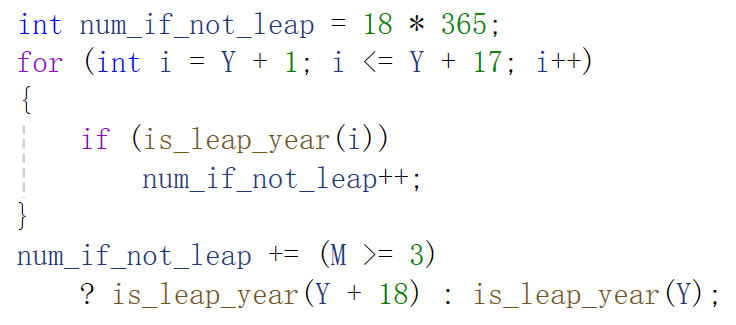 int num_if_not_leap = 18 * 365;
for (int i = Y + 1; i <= Y + 17; i++)
{
    if (is_leap_year(i))
        num_if_not_leap++;
}
num_if_not_leap += (M >= 3)
    ? is_leap_year(Y + 18) : is_leap_year(Y);